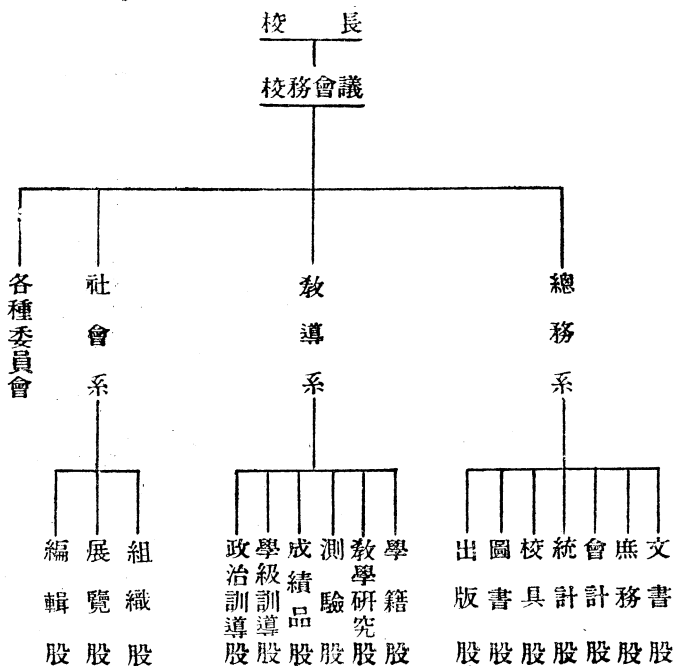 校長
校務會議
總務系
教導系
社會系
各種委員會
文書股
庶務股
會計股
統計股
校具股
圖書股
出版股
學籍股
教學研究股
測驗股
成績品股
學級訓導股
政治訓導股
組織股
展覽股
編輯股